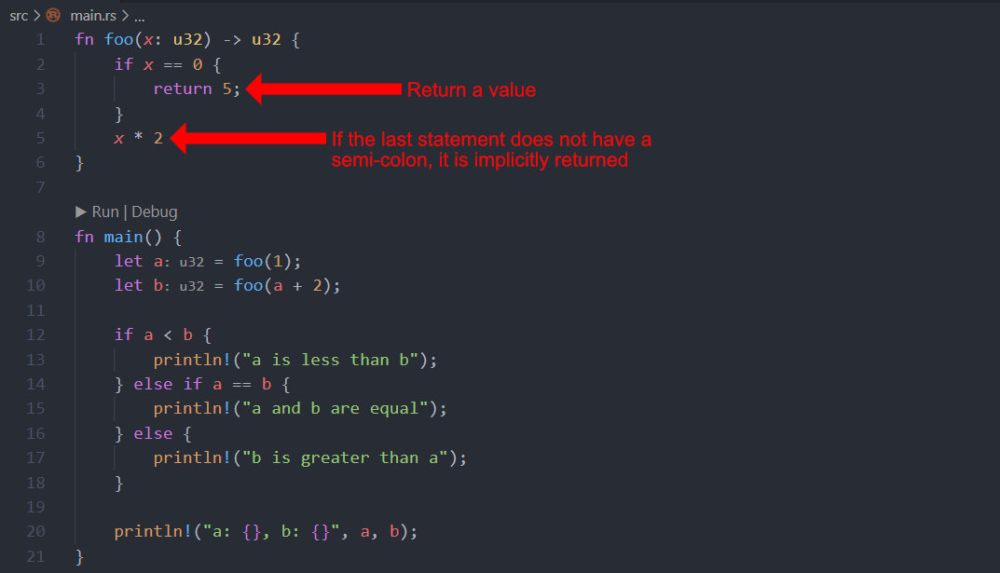 src > main.rs > ...
1 fn foo(x: u32) -> u32 {
2     if x == 0 {
3         return 5; Return a value
4     }
5     x * 2 If the last statement does not have a
semi-colon, it is implicitly returned
6 }
7
▶ Run | Debug
8 fn main() {
9     let a: u32 = foo(1);
10     let b: u32 = foo(a + 2);
11
12     if a < b {
13         println!("a is less than b");
14     } else if a == b {
15         println!("a and b are equal");
16     } else {
17         println!("b is greater than a");
18     }
19
20     println!("a: {}, b: {}", a, b);
21 }